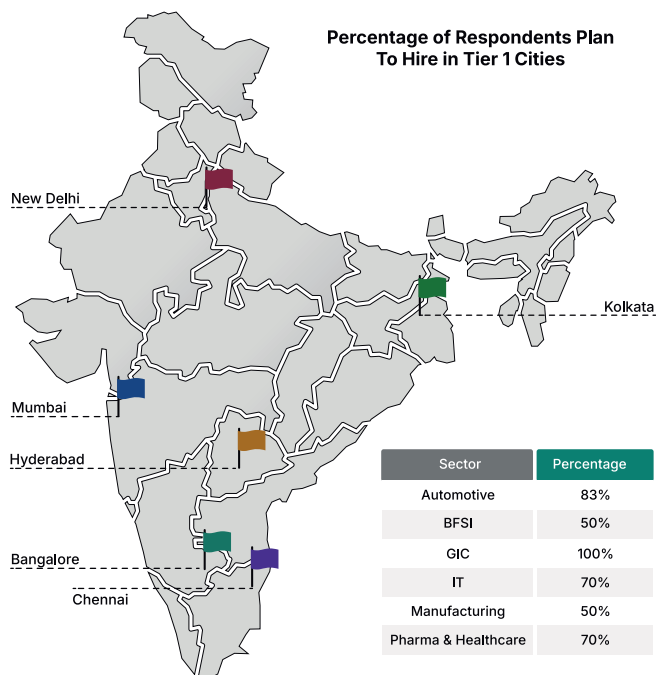 Percentage of Respondents Plan
To Hire in Tier 1 Cities
New Delhi
Kolkata
Mumbai
Hyderabad
Bangalore
Chennai
Sector Percentage
Automotive 83%
BFSI 50%
GIC 100%
IT 70%
Manufacturing 50%
Pharma & Healthcare 70%